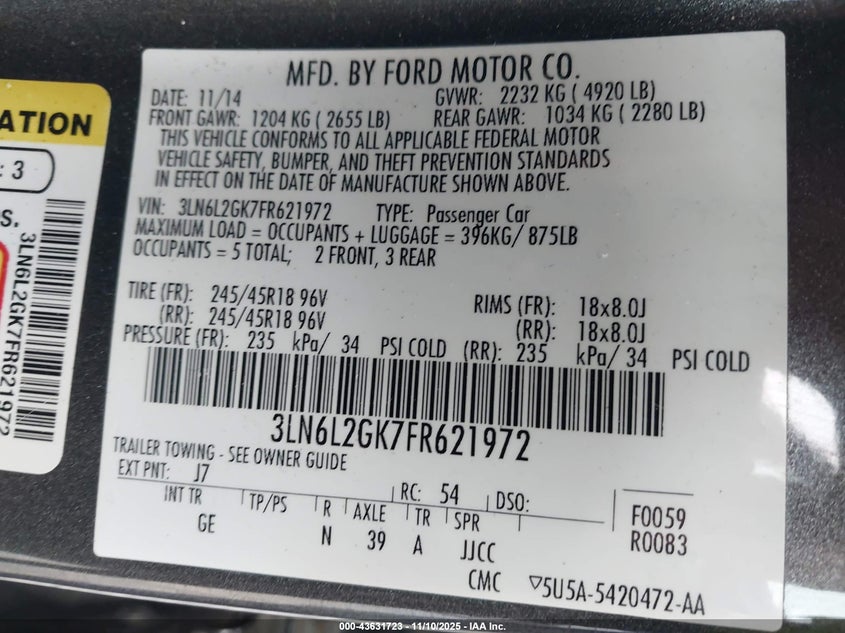 MFD. BY FORD MOTOR CO.
DATE: 11/14 GVWR: 2232 KG ( 4920 LB)
FRONT GAWR: 1204 KG ( 2655 LB) REAR GAWR: 1034 KG ( 2280 LB)
THIS VEHICLE CONFORMS TO ALL APPLICABLE FEDERAL MOTOR
VEHICLE SAFETY, BUMPER, AND THEFT PREVENTION STANDARDS
IN EFFECT ON THE DATE OF MANUFACTURE SHOWN ABOVE.
VIN: 3LN6L2GK7FR621972 TYPE: Passenger Car
MAXIMUM LOAD = OCCUPANTS + LUGGAGE = 396KG/ 875LB
OCCUPANTS = 5 TOTAL; 2 FRONT, 3 REAR
TIRE (FR): 245/45R18 96V RIMS (FR): 18x8.0J
(RR): 245/45R18 96V (RR): 18x8.0J
PRESSURE (FR): 235 kPa/ 34 PSI COLD (RR): 235 kPa/ 34 PSI COLD
3LN6L2GK7FR621972
TRAILER TOWING - SEE OWNER GUIDE
EXT PNT: J7 RC: 54 DSO:
INT TR TP/PS R AXLE TR SPR
GE N 39 A JJCC
F0059
R0083
CMC ▽5U5A-5420472-AA
ATION
: 3
S.
3LN6L2GK7FR621972
000-43631723 - 11/10/2025 - IAA Inc.